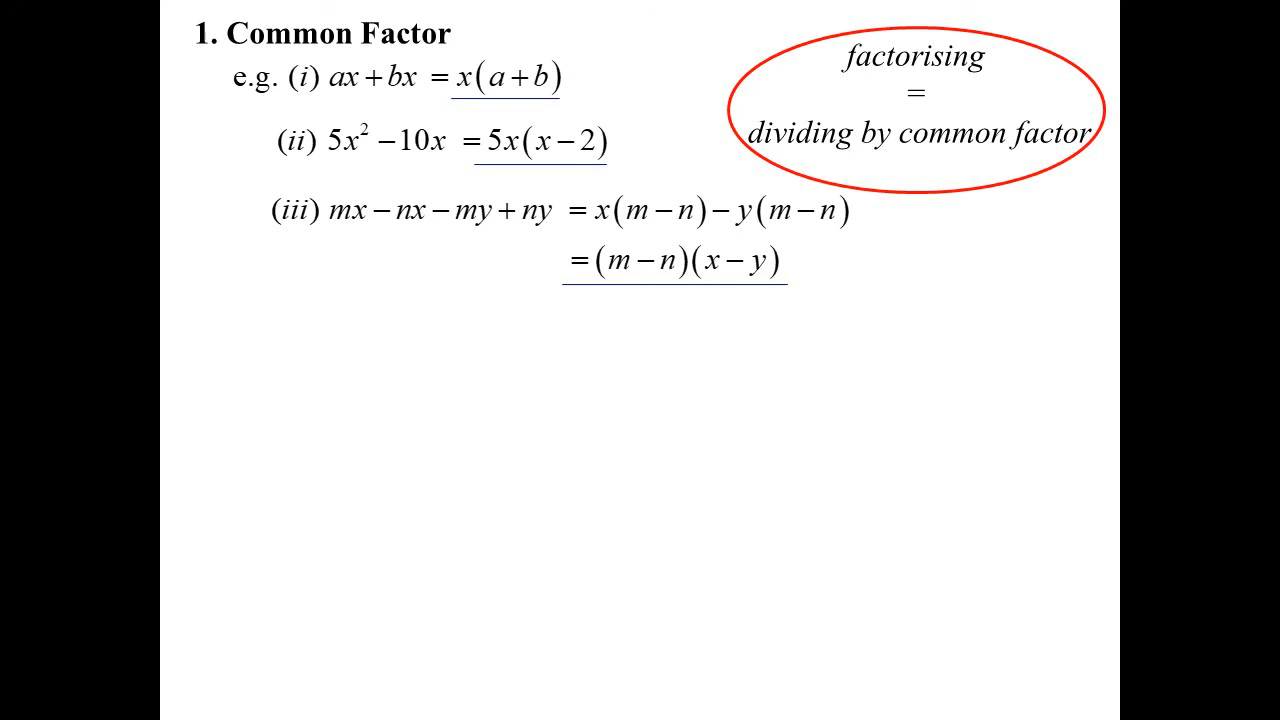 1. Common Factor
e.g. (i) ax + bx = x(a + b)
(ii) 5x² − 10x = 5x(x − 2)
(iii) mx − nx − my + ny = x(m − n) − y(m − n)
= (m − n)(x − y)
factorising
=
dividing by common factor